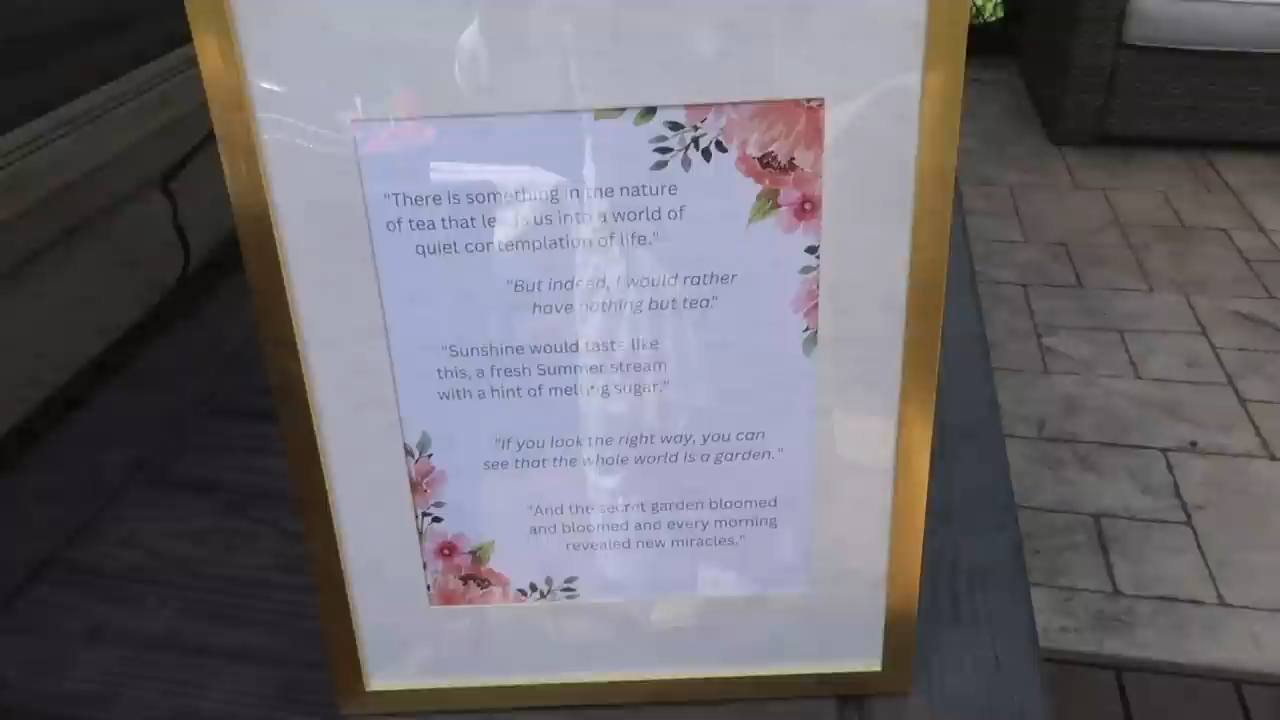 "There is something in the nature
of tea that leads us into a world of
quiet contemplation of life."
"But indeed, I would rather
have nothing but tea."
"Sunshine would taste like
this, a fresh Summer stream
with a hint of melting sugar."
"If you look the right way, you can
see that the whole world is a garden."
"And the secret garden bloomed
and bloomed and every morning
revealed new miracles."